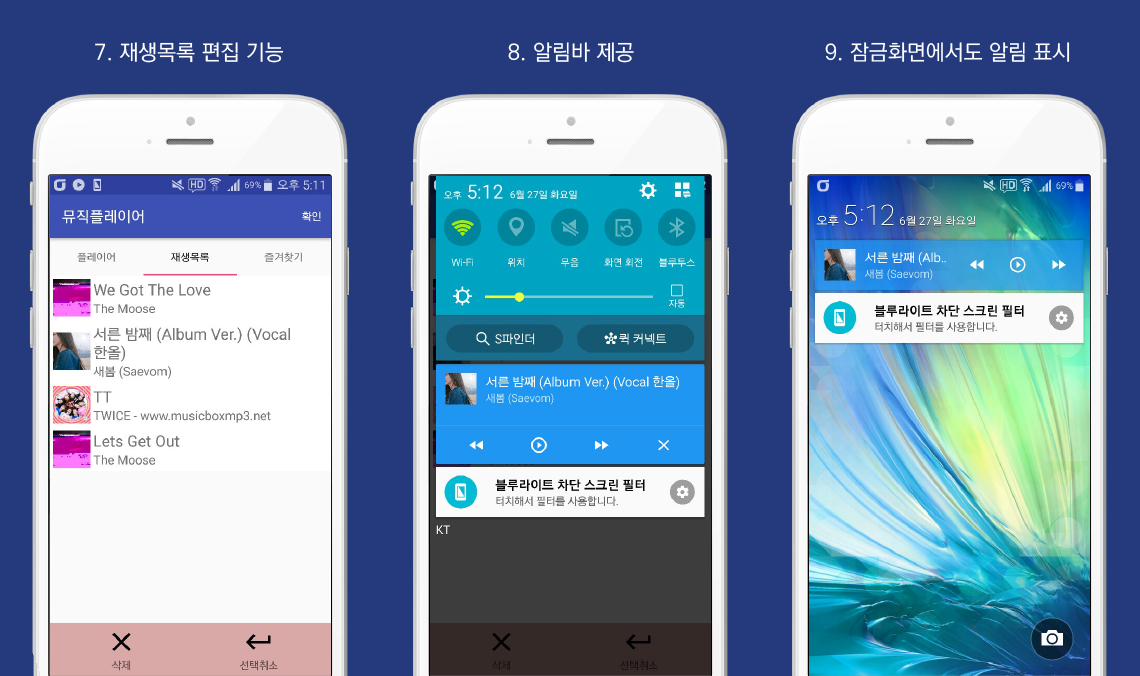 7. 재생목록 편집 기능
8. 알림바 제공
9. 잠금화면에서도 알림 표시
HD 69% 오후 5:11
뮤직플레이어 확인
플레이어 재생목록 즐겨찾기
We Got The Love
The Moose
서른 밤째 (Album Ver.) (Vocal
한올)
새봄 (Saevom)
TT
TWICE - www.musicboxmp3.net
Lets Get Out
The Moose
삭제 선택취소
오후 5:12 6월 27일 화요일
Wi-Fi 위치 무음 화면 회전 블루투스
자동
S파인더 퀵 커넥트
서른 밤째 (Album Ver.) (Vocal 한올)
새봄 (Saevom)
블루라이트 차단 스크린 필터
터치해서 필터를 사용합니다.
KT
삭제 선택취소
HD 69%
오후 5:12 6월 27일 화요일
서른 밤째 (Alb..
새봄 (Saevom)
블루라이트 차단 스크린 필터
터치해서 필터를 사용합니다.